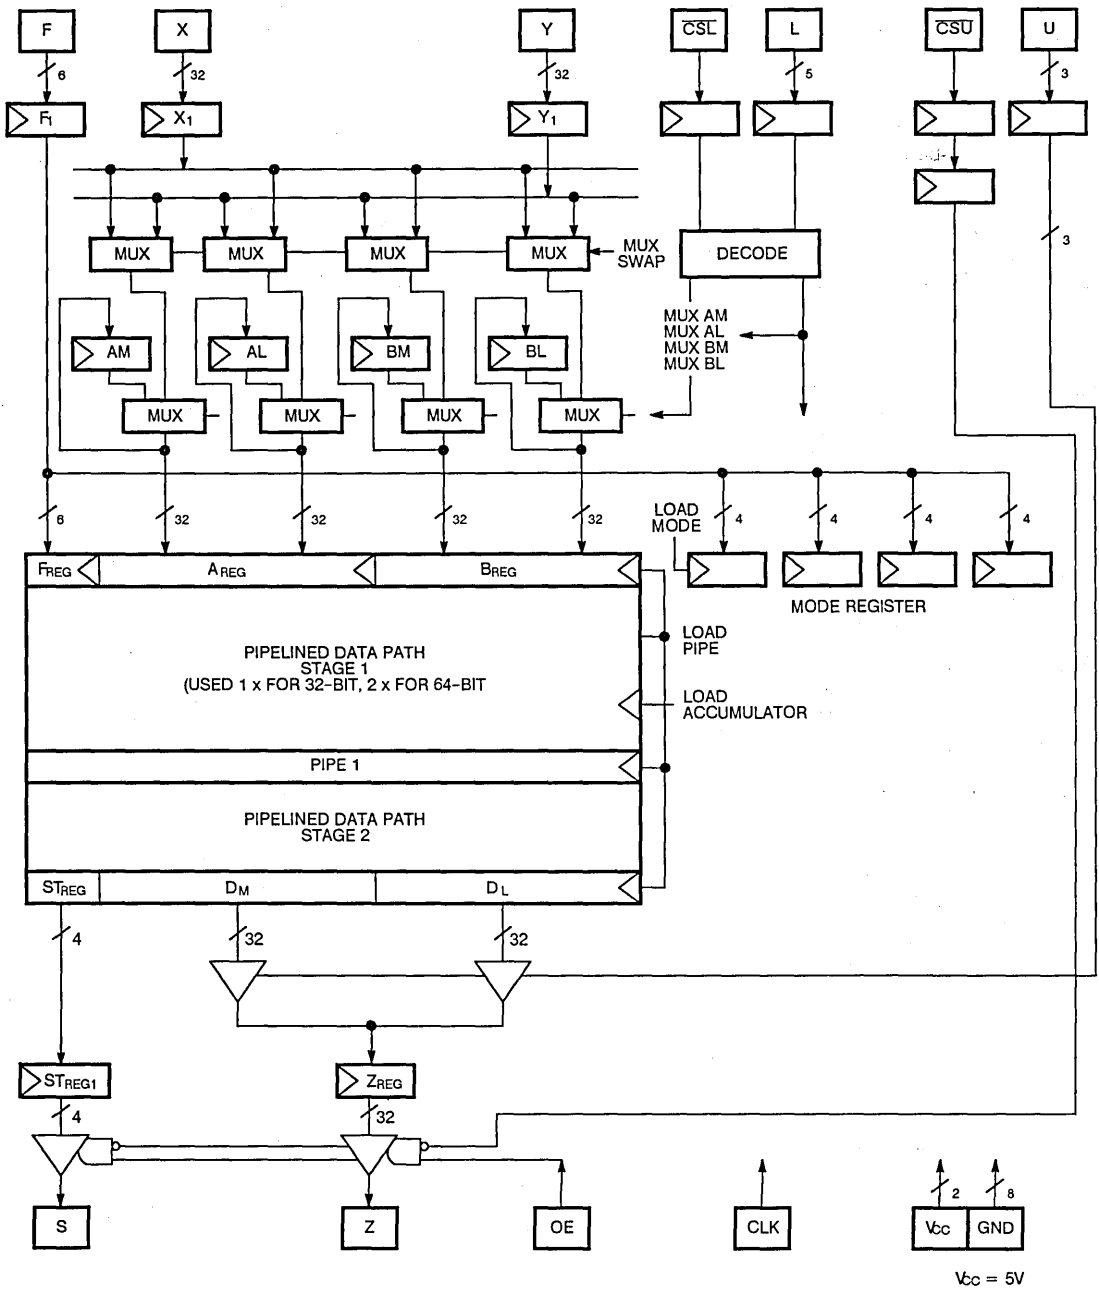 F
X
Y
CSL
L
CSU
U
6
32
32
5
3
F1
X1
Y1
3
MUX
MUX
MUX
MUX
MUX
SWAP
DECODE
MUX AM
MUX AL
MUX BM
MUX BL
AM
AL
BM
BL
MUX
MUX
MUX
MUX
6
32
32
32
32
LOAD
MODE
4
4
4
4
FREG
AREG
BREG
MODE REGISTER
PIPELINED DATA PATH
STAGE 1
(USED 1 x FOR 32-BIT, 2 x FOR 64-BIT
LOAD
PIPE
LOAD
ACCUMULATOR
PIPE 1
PIPELINED DATA PATH
STAGE 2
STREG
DM
DL
4
32
32
STREG1
ZREG
4
32
S
Z
OE
CLK
2
8
VCC
GND
VCC = 5V